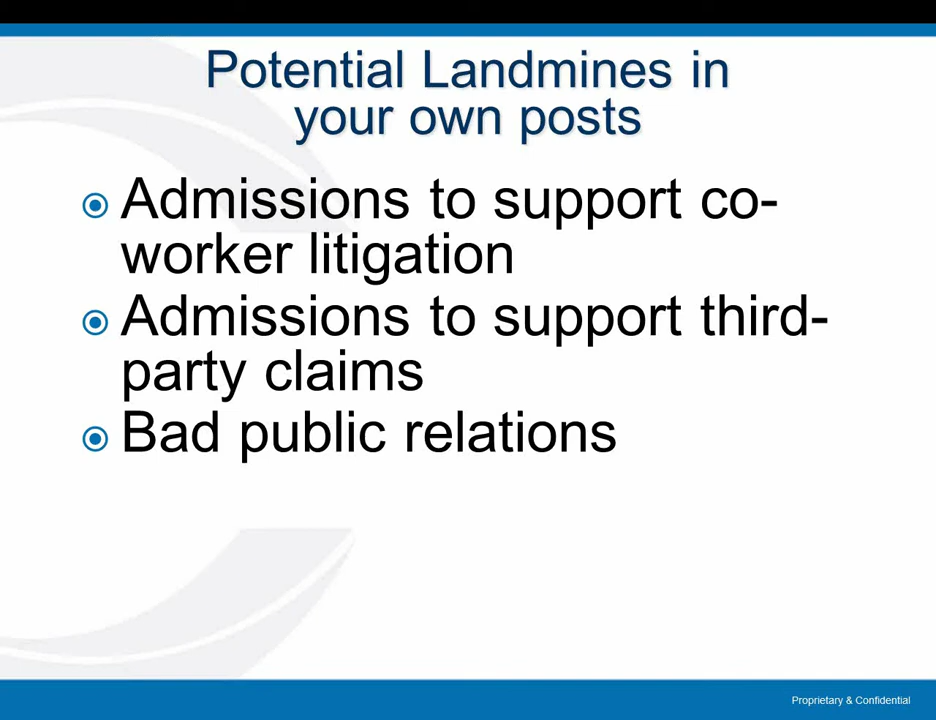 Potential Landmines in
your own posts
Admissions to support co-
worker litigation
Admissions to support third-
party claims
Bad public relations
Proprietary & Confidential